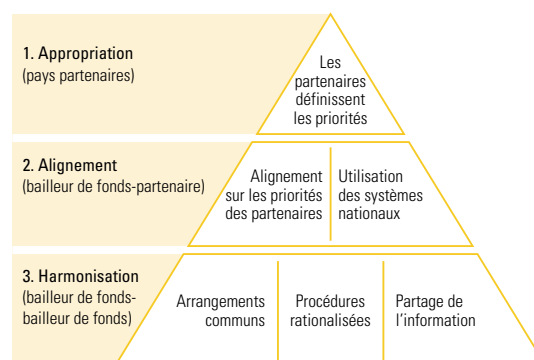 1. Appropriation
(pays partenaires)
Les
partenaires
définissent
les priorités
2. Alignement
(bailleur de fonds-partenaire)
Alignement
sur les priorités
des partenaires
Utilisation
des systèmes
nationaux
3. Harmonisation
(bailleur de fonds-
bailleur de fonds)
Arrangements
communs
Procédures
rationalisées
Partage de
l'information